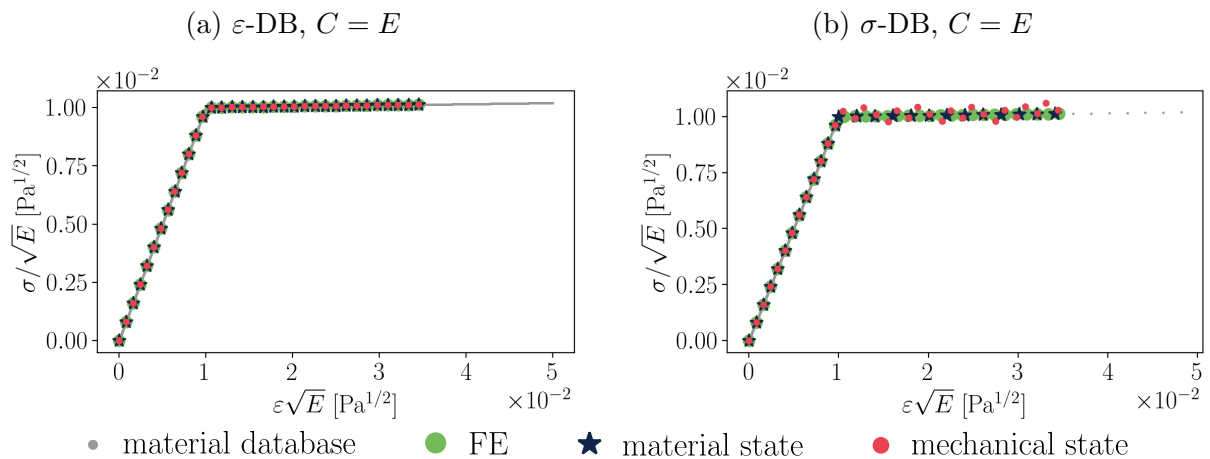 (a) ε-DB, C = E
(b) σ-DB, C = E
×10⁻²
1.00
0.75
0.50
0.25
0.00
σ/√E [Pa^{1/2}]
0 1 2 3 4 5
ε√E [Pa^{1/2}]
×10⁻²
×10⁻²
1.00
0.75
0.50
0.25
0.00
σ/√E [Pa^{1/2}]
0 1 2 3 4 5
ε√E [Pa^{1/2}]
×10⁻²
material database FE material state mechanical state